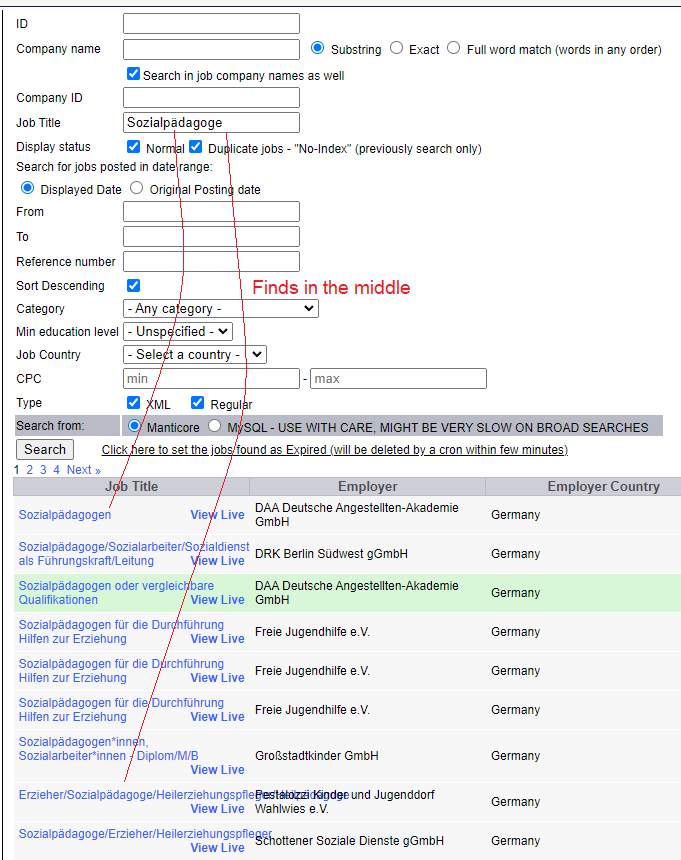 ID
Company name Substring Exact Full word match (words in any order)
Search in job company names as well
Company ID
Job Title Sozialpädagoge
Display status Normal Duplicate jobs - "No-Index" (previously search only)
Search for jobs posted in date range:
Displayed Date Original Posting date
From
To
Reference number
Sort Descending
Finds in the middle
Category - Any category -
Min education level - Unspecified -
Job Country - Select a country -
CPC min - max
Type XML Regular
Search from: Manticore MySQL - USE WITH CARE, MIGHT BE VERY SLOW ON BROAD SEARCHES
Search Click here to set the jobs found as Expired (will be deleted by a cron within few minutes)
1 2 3 4 Next »
Job Title Employer Employer Country
Sozialpädagogen View Live DAA Deutsche Angestellten-Akademie
GmbH Germany
Sozialpädagoge/Sozialarbeiter/Sozialdienst
als Führungskraft/Leitung View Live DRK Berlin Südwest gGmbH Germany
Sozialpädagogen oder vergleichbare DAA Deutsche Angestellten-Akademie
Qualifikationen View Live GmbH Germany
Sozialpädagogen für die Durchführung
Hilfen zur Erziehung View Live Freie Jugendhilfe e.V. Germany
Sozialpädagogen für die Durchführung
Hilfen zur Erziehung View Live Freie Jugendhilfe e.V. Germany
Sozialpädagogen für die Durchführung
Hilfen zur Erziehung View Live Freie Jugendhilfe e.V. Germany
Sozialpädagogen*innen,
Sozialarbeiter*innen - Diplom/M/B
View Live Großstadtkinder GmbH Germany
Erzieher/Sozialpädagoge/Heilerziehungspfleger Kinder und Jugenddorf
View Live Wahlwies e.V. Germany
Sozialpädagoge/Erzieher/Heilerziehungspfleger
View Live Schottener Soziale Dienste gGmbH Germany